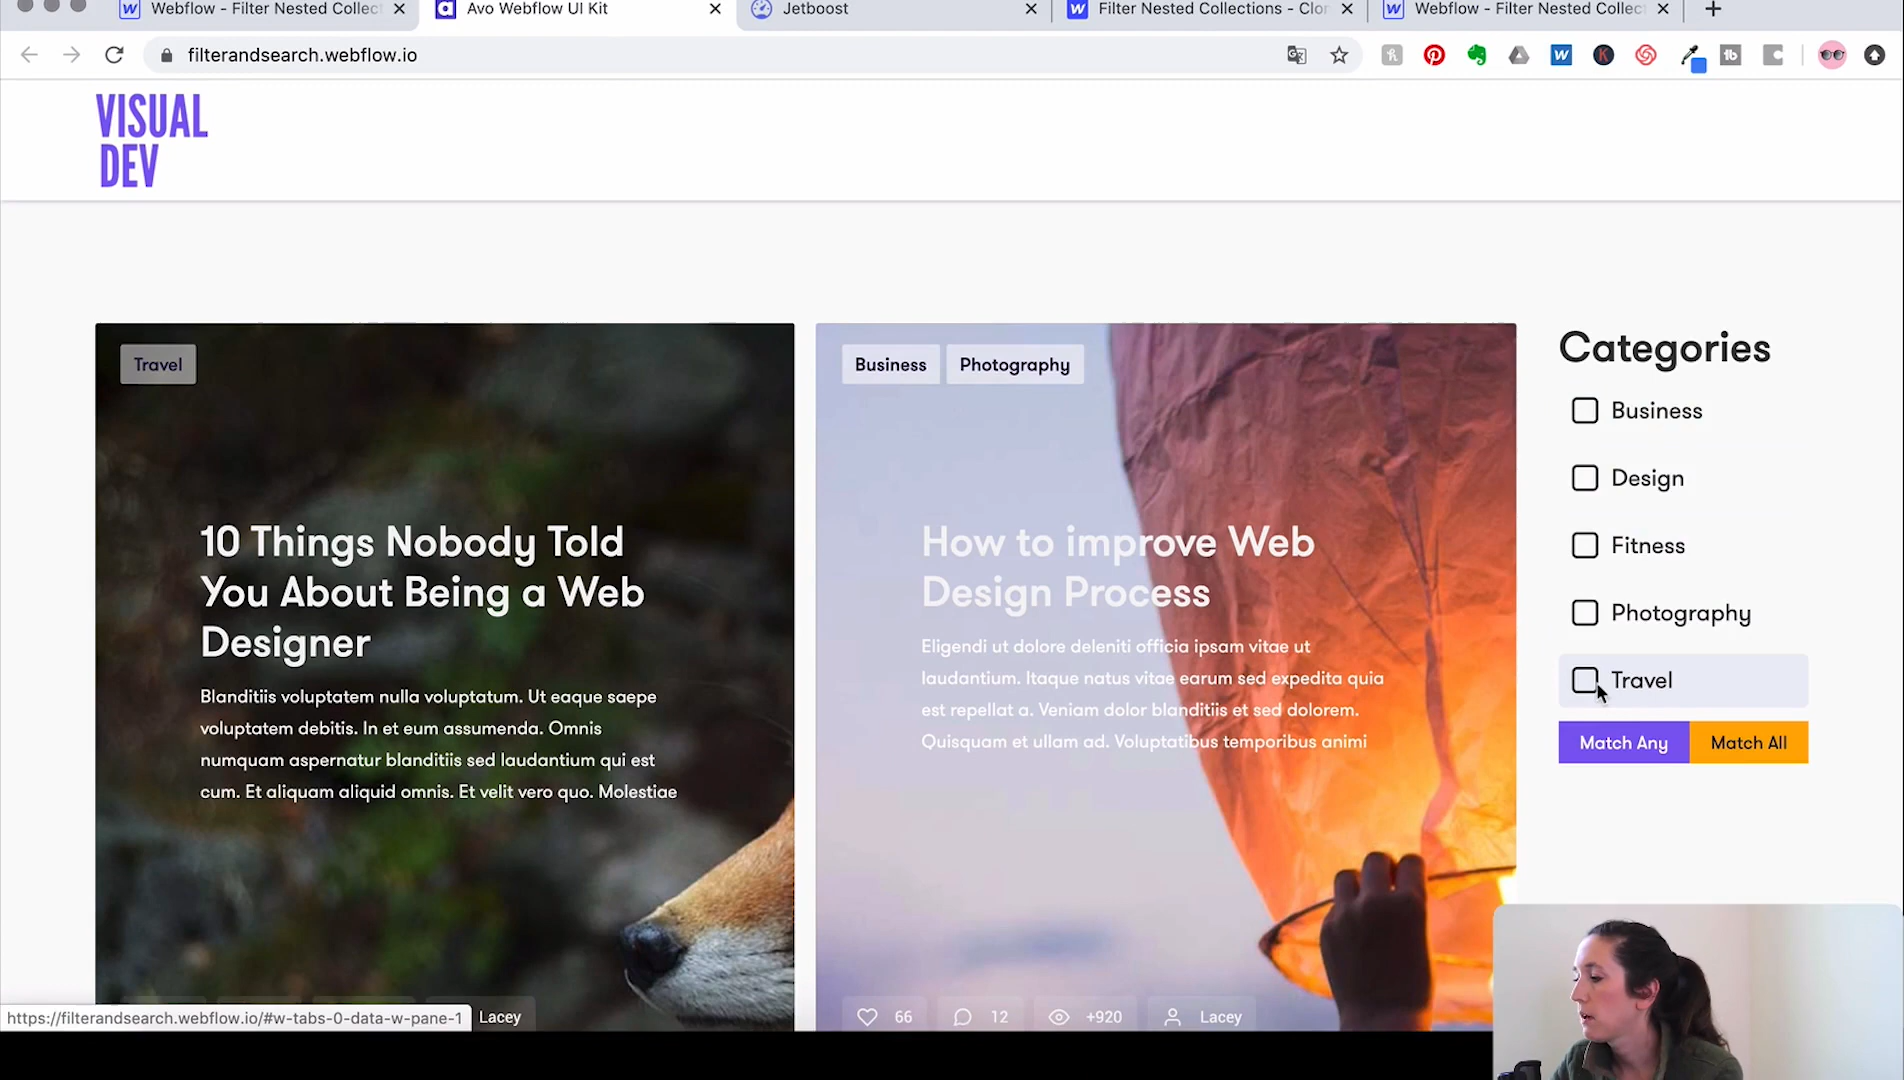 Webflow - Filter Nested Collect
Avo Webflow UI Kit
Jetboost
Filter Nested Collections - Clon
Webflow - Filter Nested Collect
filterandsearch.webflow.io
VISUAL
DEV
Travel
10 Things Nobody Told
You About Being a Web
Designer
Blanditiis voluptatem nulla voluptatum. Ut eaque saepe
voluptatem debitis. In et eum assumenda. Omnis
numquam aspernatur blanditiis sed laudantium qui est
cum. Et aliquam aliquid omnis. Et velit vero quo. Molestiae
Lacey
Business
Photography
How to improve Web
Design Process
Eligendi ut dolore deleniti officia ipsam vitae ut
laudantium. Itaque natus vitae earum sed expedita quia
est repellat a. Veniam dolor blanditiis et sed dolorem.
Quisquam et ullam ad. Voluptatibus temporibus animi
66
12
+920
Lacey
Categories
Business
Design
Fitness
Photography
Travel
Match Any
Match All
https://filterandsearch.webflow.io/#w-tabs-0-data-w-pane-1